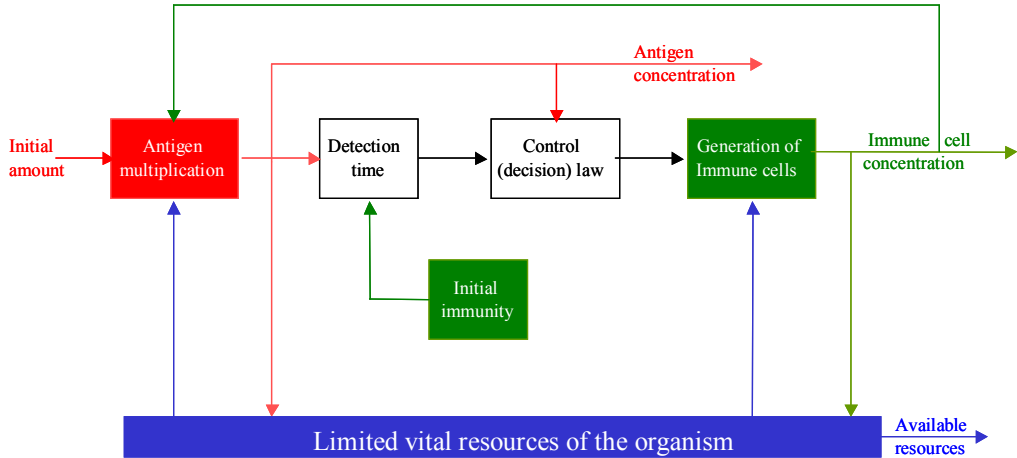 Antigen
concentration
Initial
amount
Antigen
multiplication
Detection
time
Control
(decision) law
Generation of
Immune cells
Immune cell
concentration
Initial
immunity
Limited vital resources of the organism
Available
resources